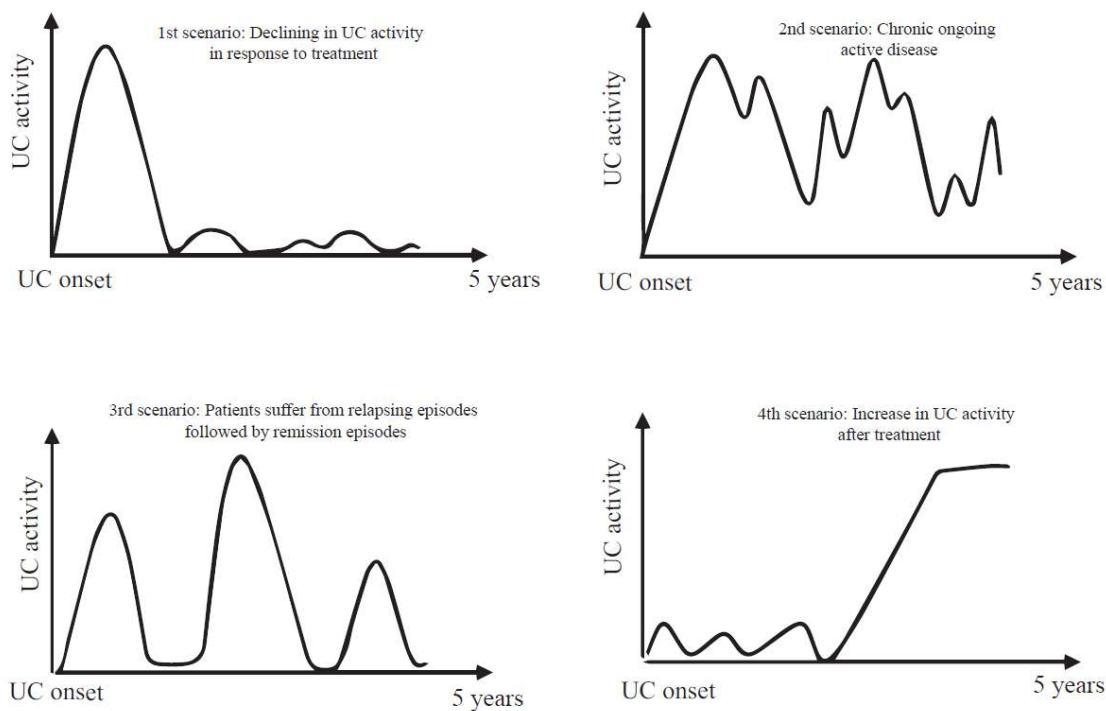 1st scenario: Declining in UC activity
in response to treatment
UC activity
UC onset
5 years
2nd scenario: Chronic ongoing
active disease
UC activity
UC onset
5 years
3rd scenario: Patients suffer from relapsing episodes
followed by remission episodes
UC activity
UC onset
5 years
4th scenario: Increase in UC activity
after treatment
UC activity
UC onset
5 years